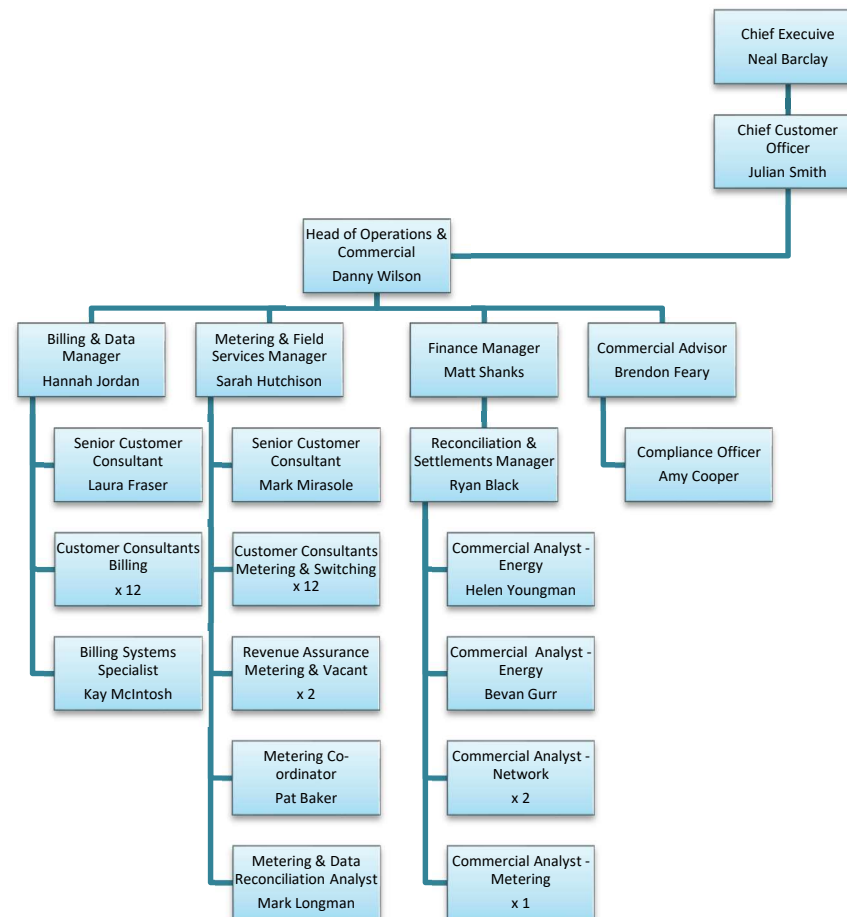 Chief Execuive
Neal Barclay
Chief Customer
Officer
Julian Smith
Head of Operations &
Commercial
Danny Wilson
Billing & Data
Manager
Hannah Jordan
Metering & Field
Services Manager
Sarah Hutchison
Finance Manager
Matt Shanks
Commercial Advisor
Brendon Feary
Senior Customer
Consultant
Laura Fraser
Senior Customer
Consultant
Mark Mirasole
Reconciliation &
Settlements Manager
Ryan Black
Compliance Officer
Amy Cooper
Customer Consultants
Billing
x 12
Customer Consultants
Metering & Switching
x 12
Commercial Analyst -
Energy
Helen Youngman
Billing Systems
Specialist
Kay McIntosh
Revenue Assurance
Metering & Vacant
x 2
Commercial Analyst -
Energy
Bevan Gurr
Metering Co-
ordinator
Pat Baker
Commercial Analyst -
Network
x 2
Metering & Data
Reconciliation Analyst
Mark Longman
Commercial Analyst -
Metering
x 1